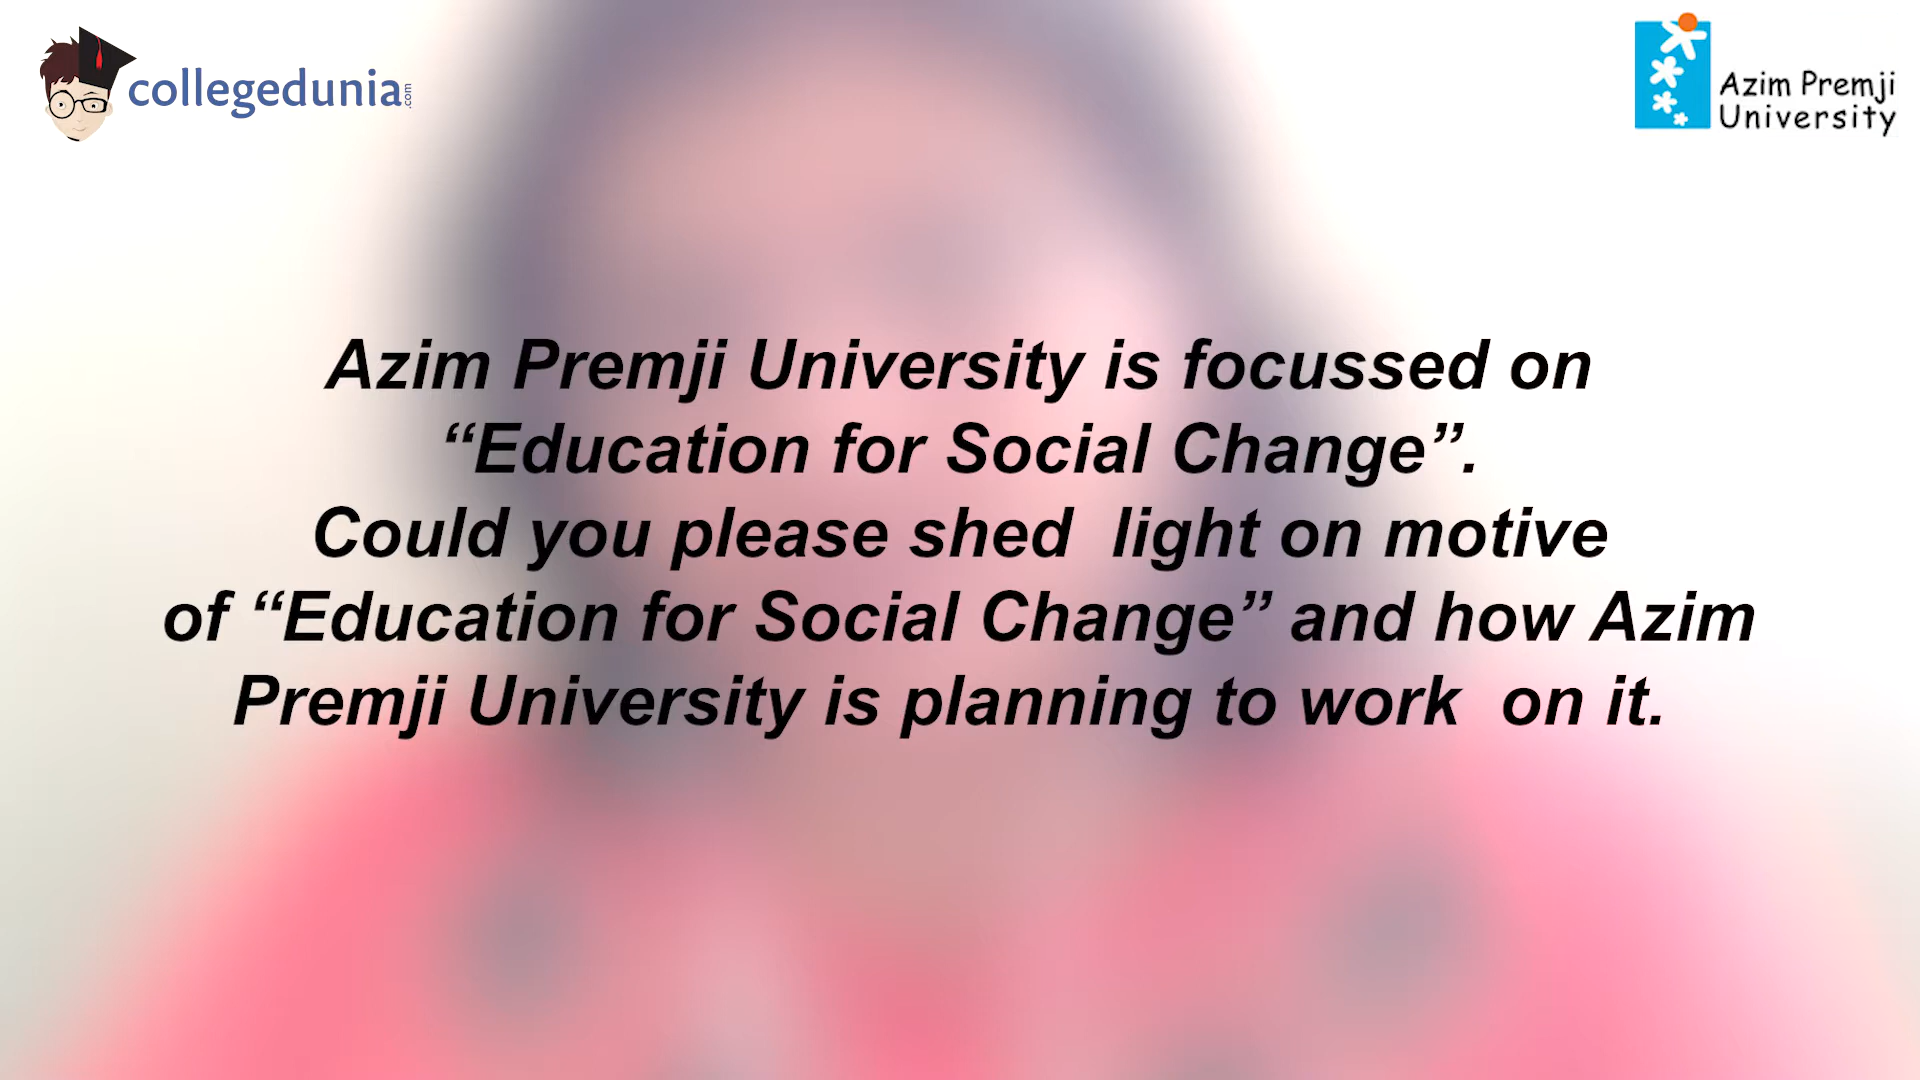 collegedunia
.com
Azim Premji
University
Azim Premji University is focussed on
“Education for Social Change”.
Could you please shed  light on motive
of “Education for Social Change” and how Azim
Premji University is planning to work  on it.